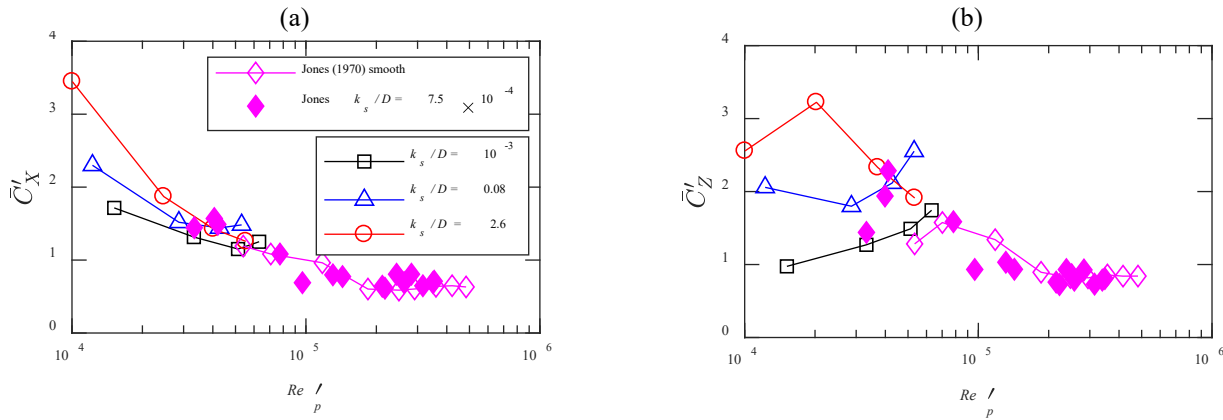 (a)
4
3
2
1
0
C̄′X
Jones (1970) smooth
Jones k s /D = 7.5 × 10 -4
k s /D = 10 -3
k s /D = 0.08
k s /D = 2.6
10 4
10 5
10 6
Re ′p
(b)
4
3
2
1
0
C̄′Z
10 4
10 5
10 6
Re ′p